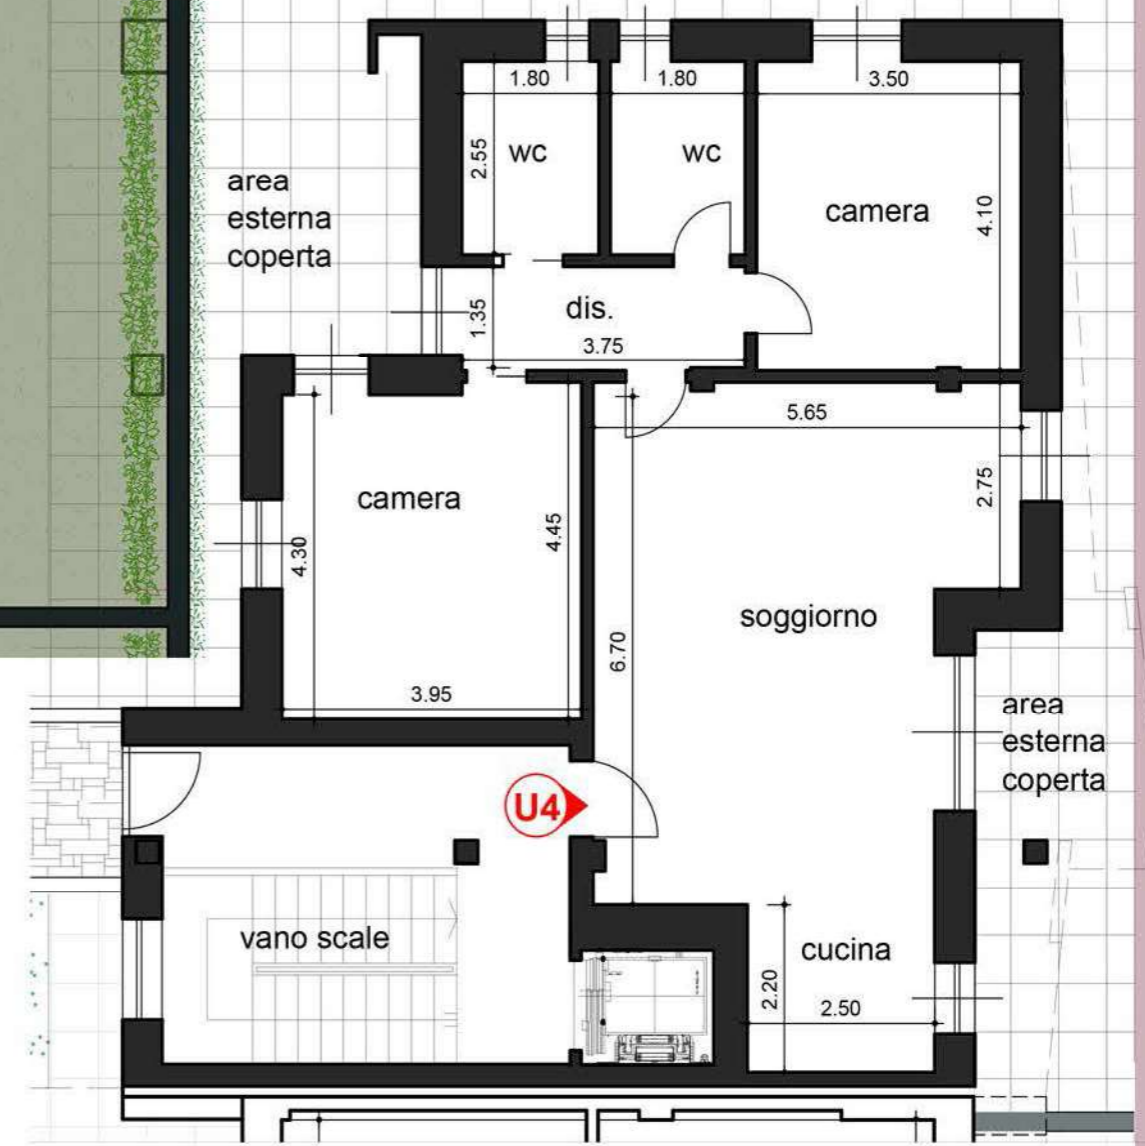 1.80
1.80
3.50
2.55
wc
wc
area
esterna
coperta
camera
4.10
1.35
dis.
3.75
5.65
2.75
camera
4.45
4.30
soggiorno
6.70
3.95
area
esterna
coperta
U4
vano scale
cucina
2.20
2.50